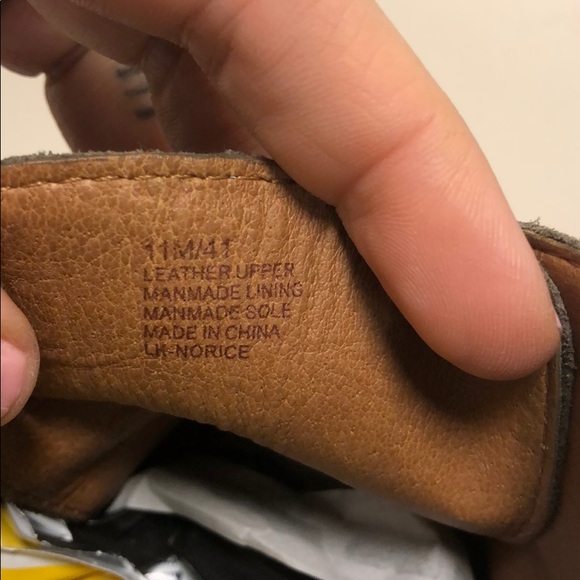 11M/41
LEATHER UPPER
MANMADE LINING
MANMADE SOLE
MADE IN CHINA
LK-NORICE